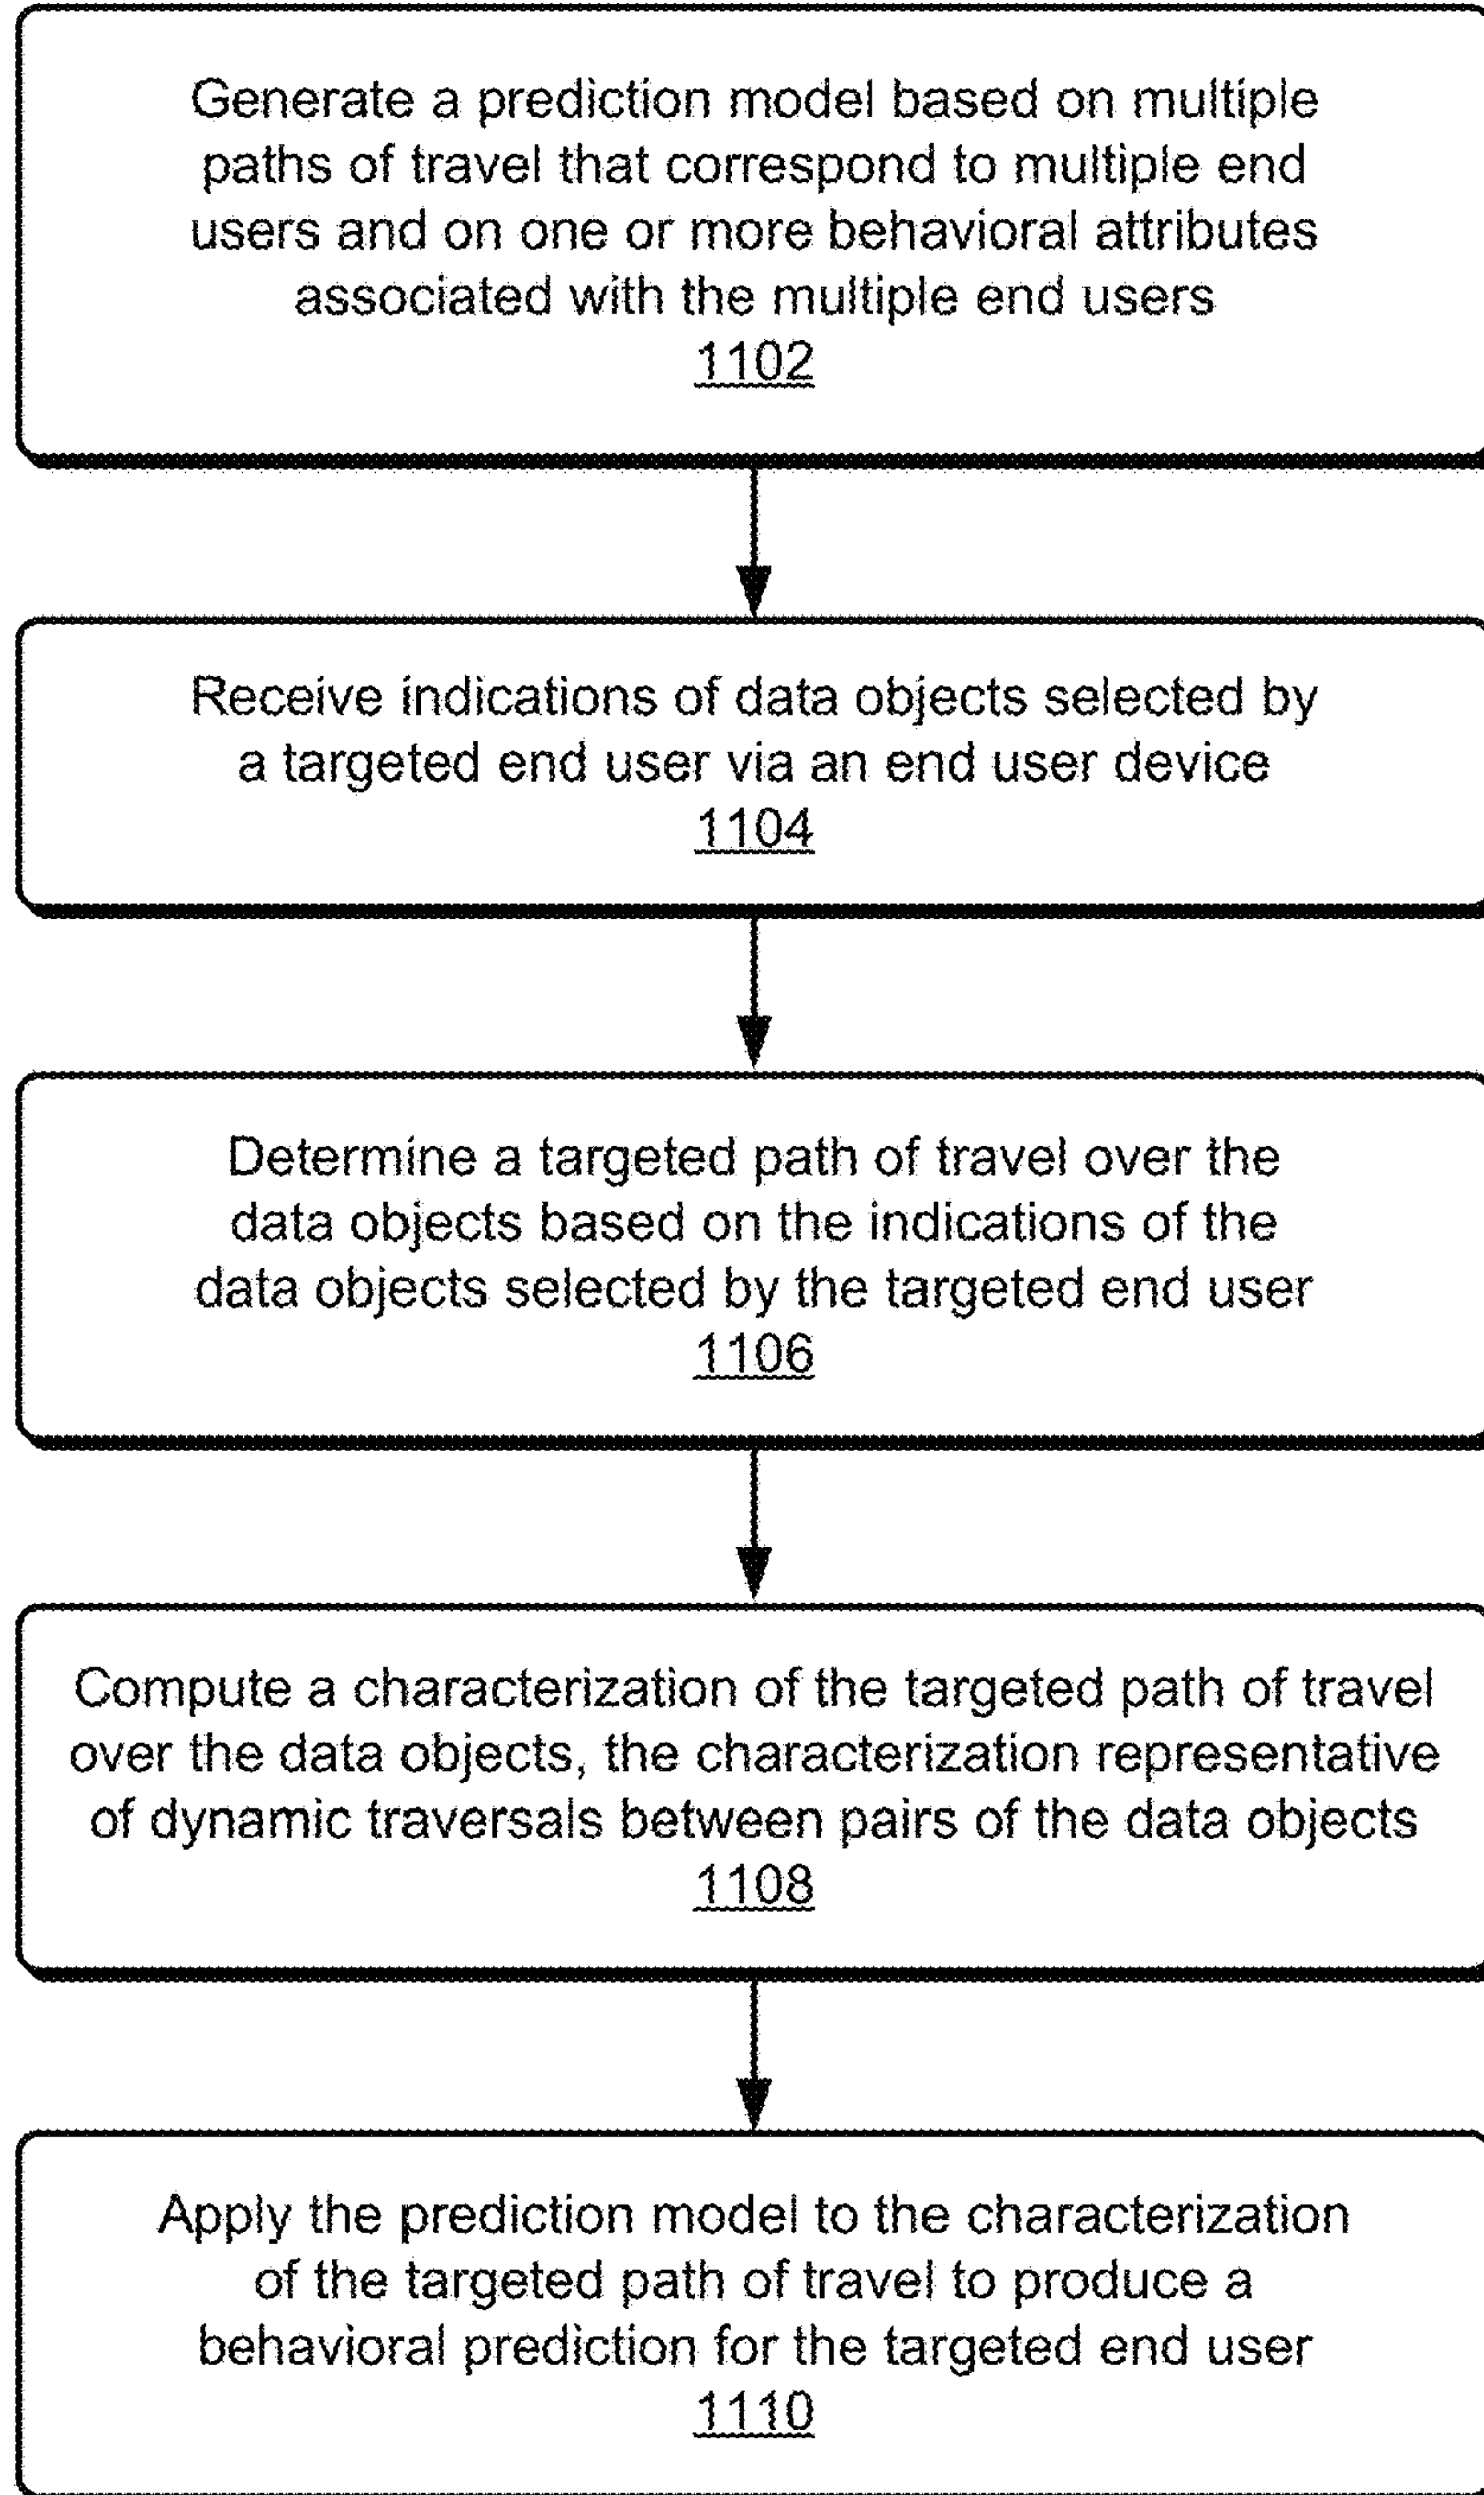 Generate a prediction model based on multiple
paths of travel that correspond to multiple end
users and on one or more behavioral attributes
associated with the multiple end users
1102
Receive indications of data objects selected by
a targeted end user via an end user device
1104
Determine a targeted path of travel over the
data objects based on the indications of the
data objects selected by the targeted end user
1106
Compute a characterization of the targeted path of travel
over the data objects, the characterization representative
of dynamic traversals between pairs of the data objects
1108
Apply the prediction model to the characterization
of the targeted path of travel to produce a
behavioral prediction for the targeted end user
1110